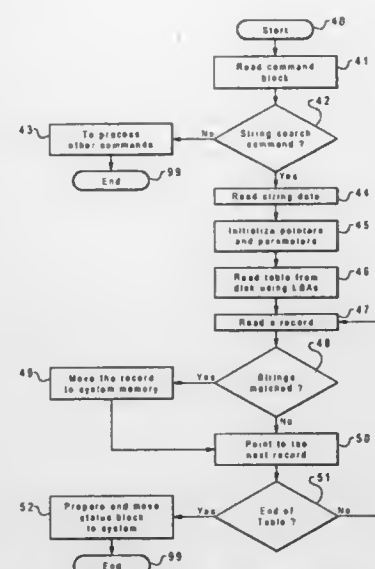 Start
40
Read command
block
41
String search
command ?
42
No
To process
other commands
43
End
99
Yes
Read sizing data
44
Initialize pointers
and parameters
45
Read table from
disk using LBAs
46
Read a record
47
Strings
matched ?
48
Yes
Move the record
to system memory
49
No
Point to the
next record
50
End of
Table ?
51
Yes
Prepare and move
status block
to system
52
No
End
99